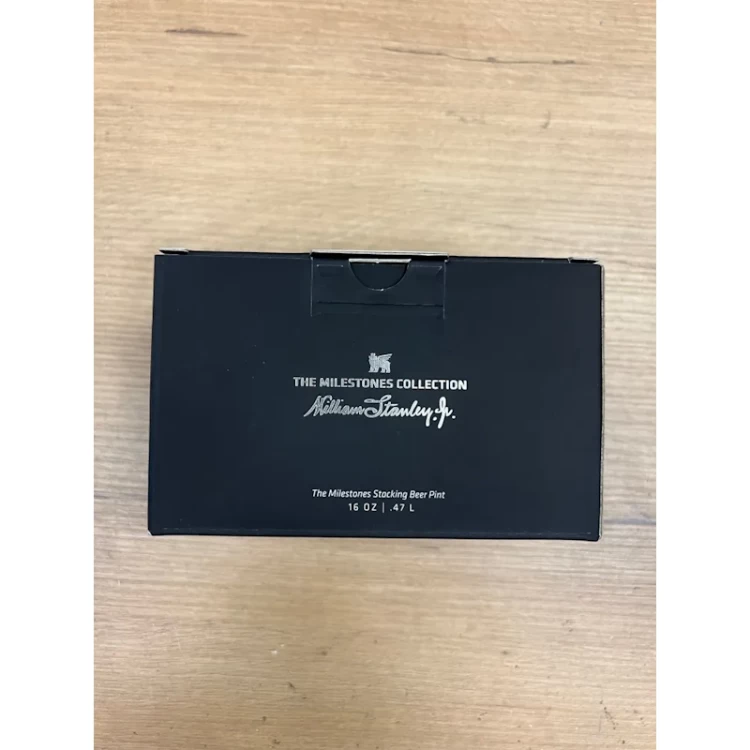 THE MILESTONES COLLECTION
William Stanley. Jr.
The Milestones Stacking Beer Pint
16 OZ | .47 L